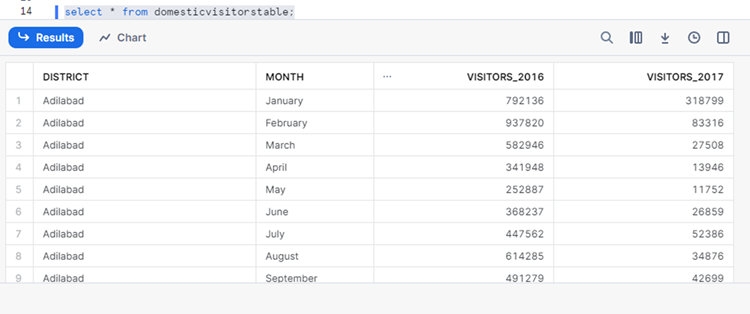 14 select * from domesticvisitorstable;
Results Chart
DISTRICT MONTH ... VISITORS_2016 VISITORS_2017
1 Adilabad January 792136 318799
2 Adilabad February 937820 83316
3 Adilabad March 582946 27508
4 Adilabad April 341948 13946
5 Adilabad May 252887 11752
6 Adilabad June 368237 26859
7 Adilabad July 447562 52386
8 Adilabad August 614285 34876
9 Adilabad September 491279 42699